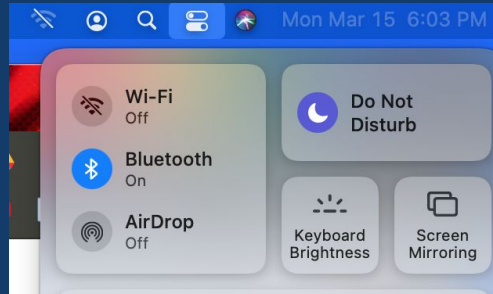 Mon Mar 15 6:03 PM
Wi-Fi
Off
Bluetooth
On
AirDrop
Off
Do Not
Disturb
Keyboard
Brightness
Screen
Mirroring